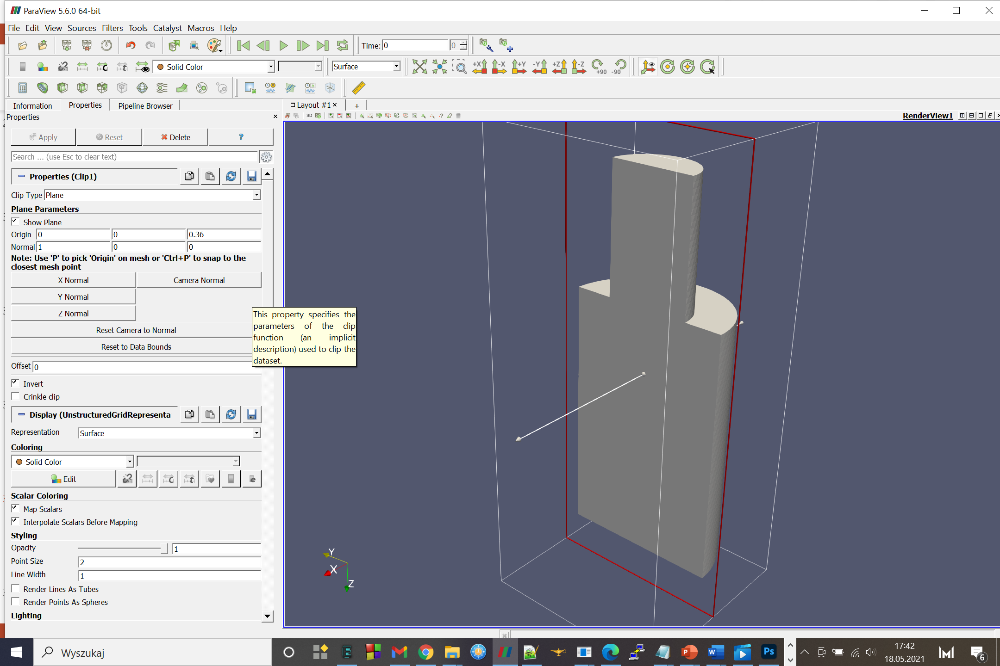 ParaView 5.6.0 64-bit
File Edit View Sources Filters Tools Catalyst Macros Help
Time: 0 0
Solid Color Surface +X -X +Y -Y +Z -Z +90 -90
Information Properties Pipeline Browser Layout #1 +
Properties
3D RenderView1
Apply Reset Delete ?
Search ... (use Esc to clear text)
Properties (Clip1)
Clip Type Plane
Plane Parameters
Show Plane
Origin 0 0 0.36
Normal 1 0 0
Note: Use 'P' to pick 'Origin' on mesh or 'Ctrl+P' to snap to the
closest mesh point
X Normal Camera Normal
Y Normal
Z Normal
Reset Camera to Normal
Reset to Data Bounds
Offset 0
This property specifies the
parameters of the clip
function (an implicit
description) used to clip the
dataset.
Invert
Crinkle clip
Display (UnstructuredGridRepresenta
Representation Surface
Coloring
Solid Color
Edit
Scalar Coloring
Map Scalars
Interpolate Scalars Before Mapping
Styling
Opacity 1
Point Size 2
Line Width 1
Render Lines As Tubes
Render Points As Spheres
Lighting
Y
X
Z
Wyszukaj
17:42
18.05.2021
6